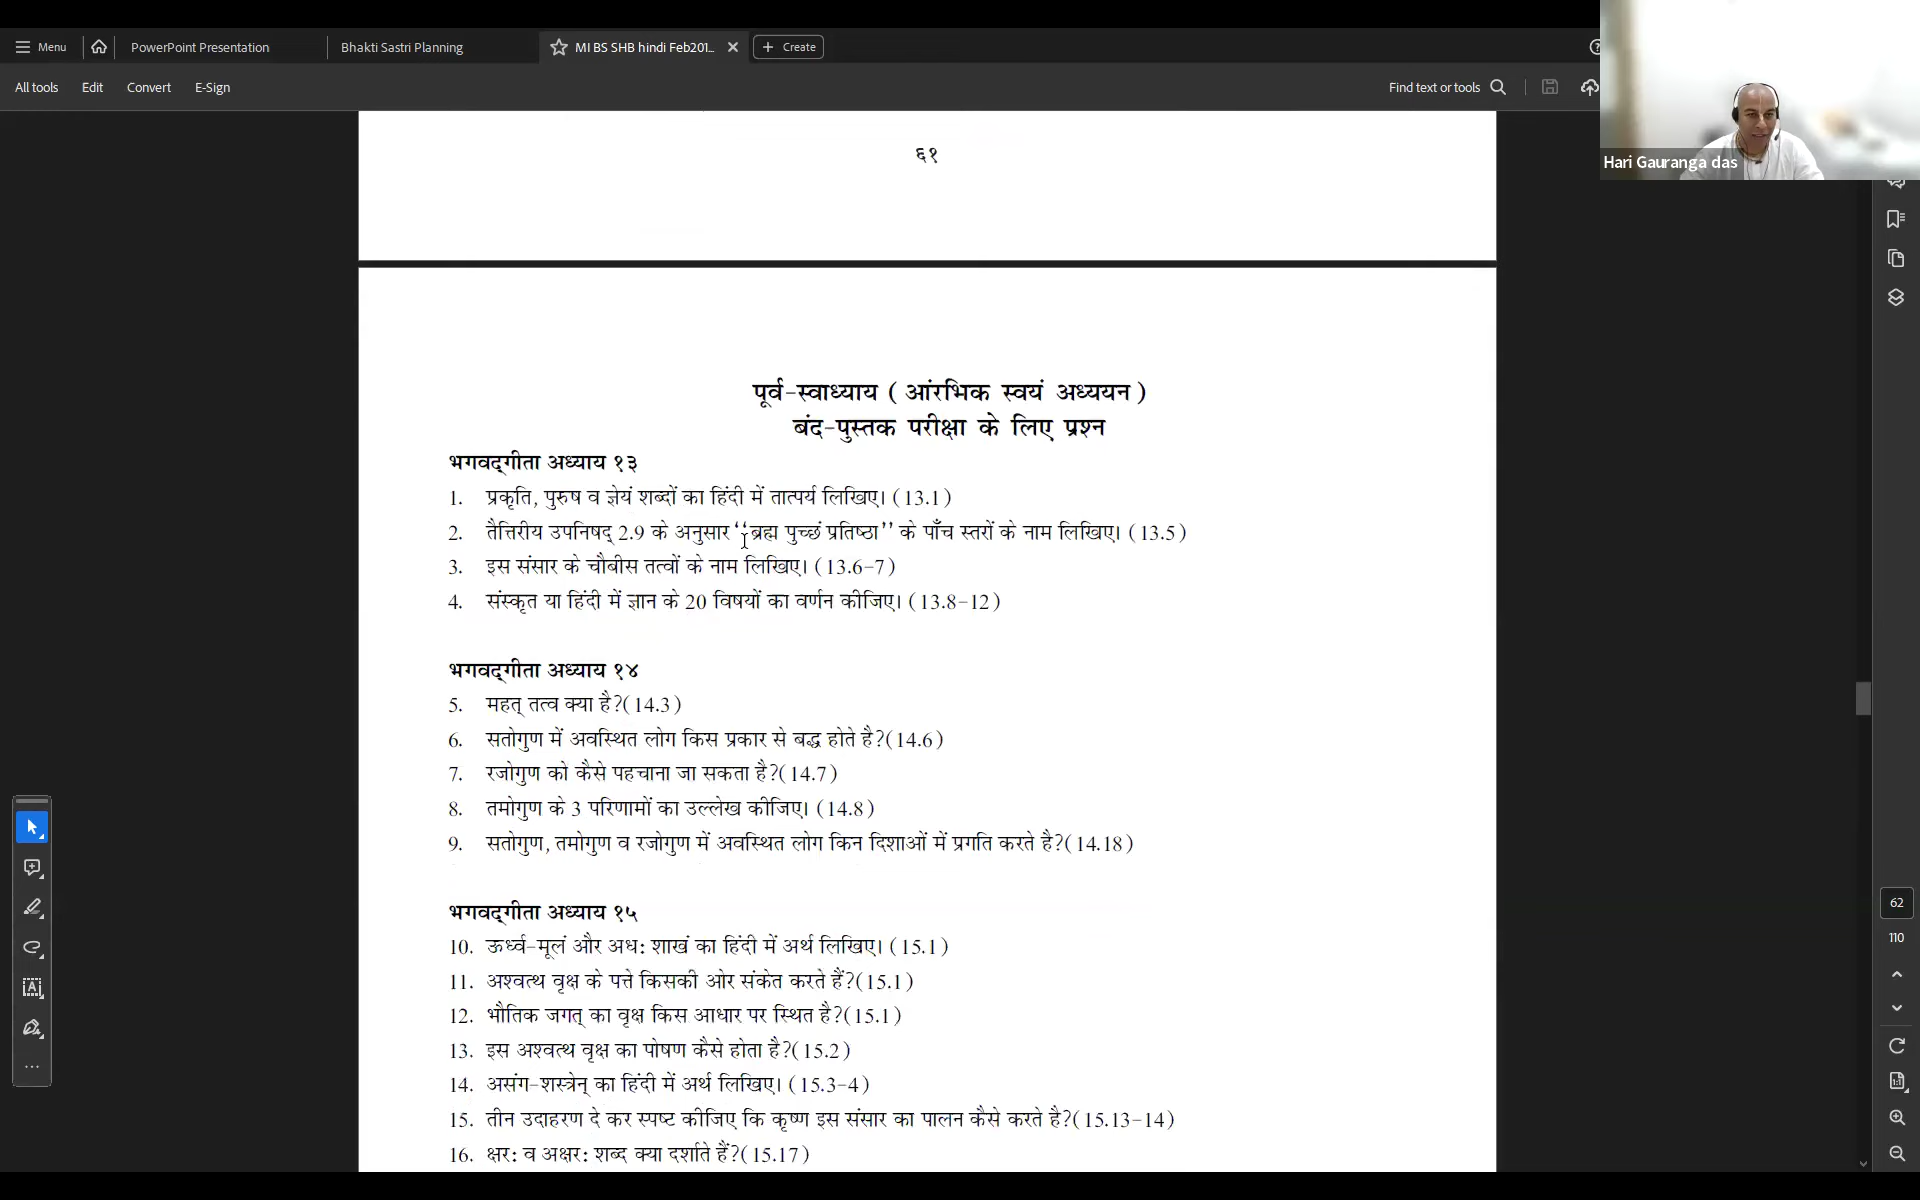 Menu
PowerPoint Presentation
Bhakti Sastri Planning
MI BS SHB hindi Feb201...
Create
All tools
Edit
Convert
E-Sign
Find text or tools
Hari Gauranga das
६१
पूर्व-स्वाध्याय ( आंरभिक स्वयं अध्ययन )
बंद-पुस्तक परीक्षा के लिए प्रश्न
भगवद्गीता अध्याय १३
1. प्रकृति, पुरुष व ज्ञेयं शब्दों का हिंदी में तात्पर्य लिखिए। (13.1)
2. तैत्तिरीय उपनिषद् 2.9 के अनुसार ‘‘ब्रह्म पुच्छं प्रतिष्ठा’’ के पाँच स्तरों के नाम लिखिए। (13.5)
3. इस संसार के चौबीस तत्वों के नाम लिखिए। (13.6-7)
4. संस्कृत या हिंदी में ज्ञान के 20 विषयों का वर्णन कीजिए। (13.8-12)
भगवद्गीता अध्याय १४
5. महत् तत्व क्या है?(14.3)
6. सतोगुण में अवस्थित लोग किस प्रकार से बद्ध होते है?(14.6)
7. रजोगुण को कैसे पहचाना जा सकता है?(14.7)
8. तमोगुण के 3 परिणामों का उल्लेख कीजिए। (14.8)
9. सतोगुण, तमोगुण व रजोगुण में अवस्थित लोग किन दिशाओं में प्रगति करते है?(14.18)
भगवद्गीता अध्याय १५
10. ऊर्ध्व-मूलं और अध: शाखं का हिंदी में अर्थ लिखिए। (15.1)
11. अश्वत्थ वृक्ष के पत्ते किसकी ओर संकेत करते हैं?(15.1)
12. भौतिक जगत् का वृक्ष किस आधार पर स्थित है?(15.1)
13. इस अश्वत्थ वृक्ष का पोषण कैसे होता है?(15.2)
14. असंग-शस्त्रेन् का हिंदी में अर्थ लिखिए। (15.3-4)
15. तीन उदाहरण दे कर स्पष्ट कीजिए कि कृष्ण इस संसार का पालन कैसे करते है?(15.13-14)
16. क्षर: व अक्षर: शब्द क्या दर्शाते हैं?(15.17)
62
110